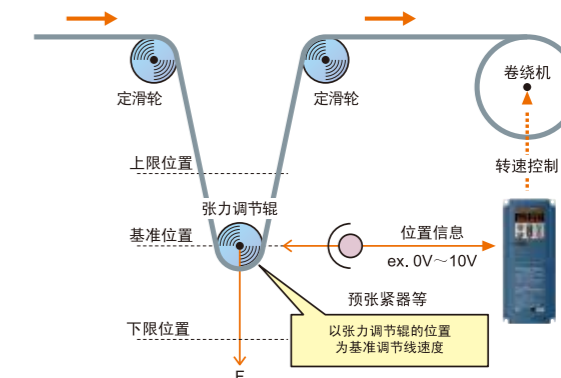 定滑轮
定滑轮
卷绕机
上限位置
转速控制
张力调节辊
基准位置
位置信息
ex. 0V～10V
预张紧器等
下限位置
以张力调节辊的位置
为基准调节线速度
F